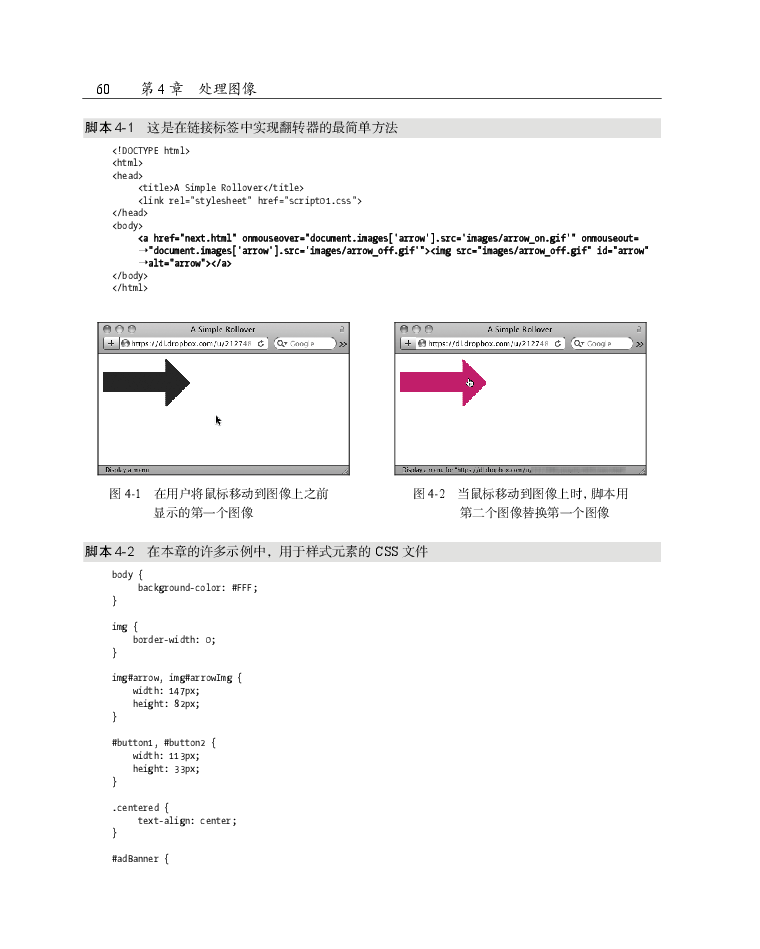 60 第 4 章 处理图像
脚本 4-1 这是在链接标签中实现翻转器的最简单方法
<!DOCTYPE html>
<html>
<head>
<title>A Simple Rollover</title>
<link rel="stylesheet" href="script01.css">
</head>
<body>
<a href="next.html" onmouseover="document.images['arrow'].src='images/arrow_on.gif'" onmouseout=
→"document.images['arrow'].src='images/arrow_off.gif'"><img src="images/arrow_off.gif" id="arrow"
→alt="arrow"></a>
</body>
</html>
A Simple Rollover
https://dl.dropbox.com/u/212748
Google
Display a menu
A Simple Rollover
https://dl.dropbox.com/u/212748
Google
Display a menu for "https://dl.dropbox.com/u/
图 4-1 在用户将鼠标移动到图像上之前
显示的第一个图像
图 4-2 当鼠标移动到图像上时,脚本用
第二个图像替换第一个图像
脚本 4-2 在本章的许多示例中，用于样式元素的 CSS 文件
body {
background-color: #FFF;
}
img {
border-width: 0;
}
img#arrow, img#arrowImg {
width: 147px;
height: 82px;
}
#button1, #button2 {
width: 113px;
height: 33px;
}
.centered {
text-align: center;
}
#adBanner {